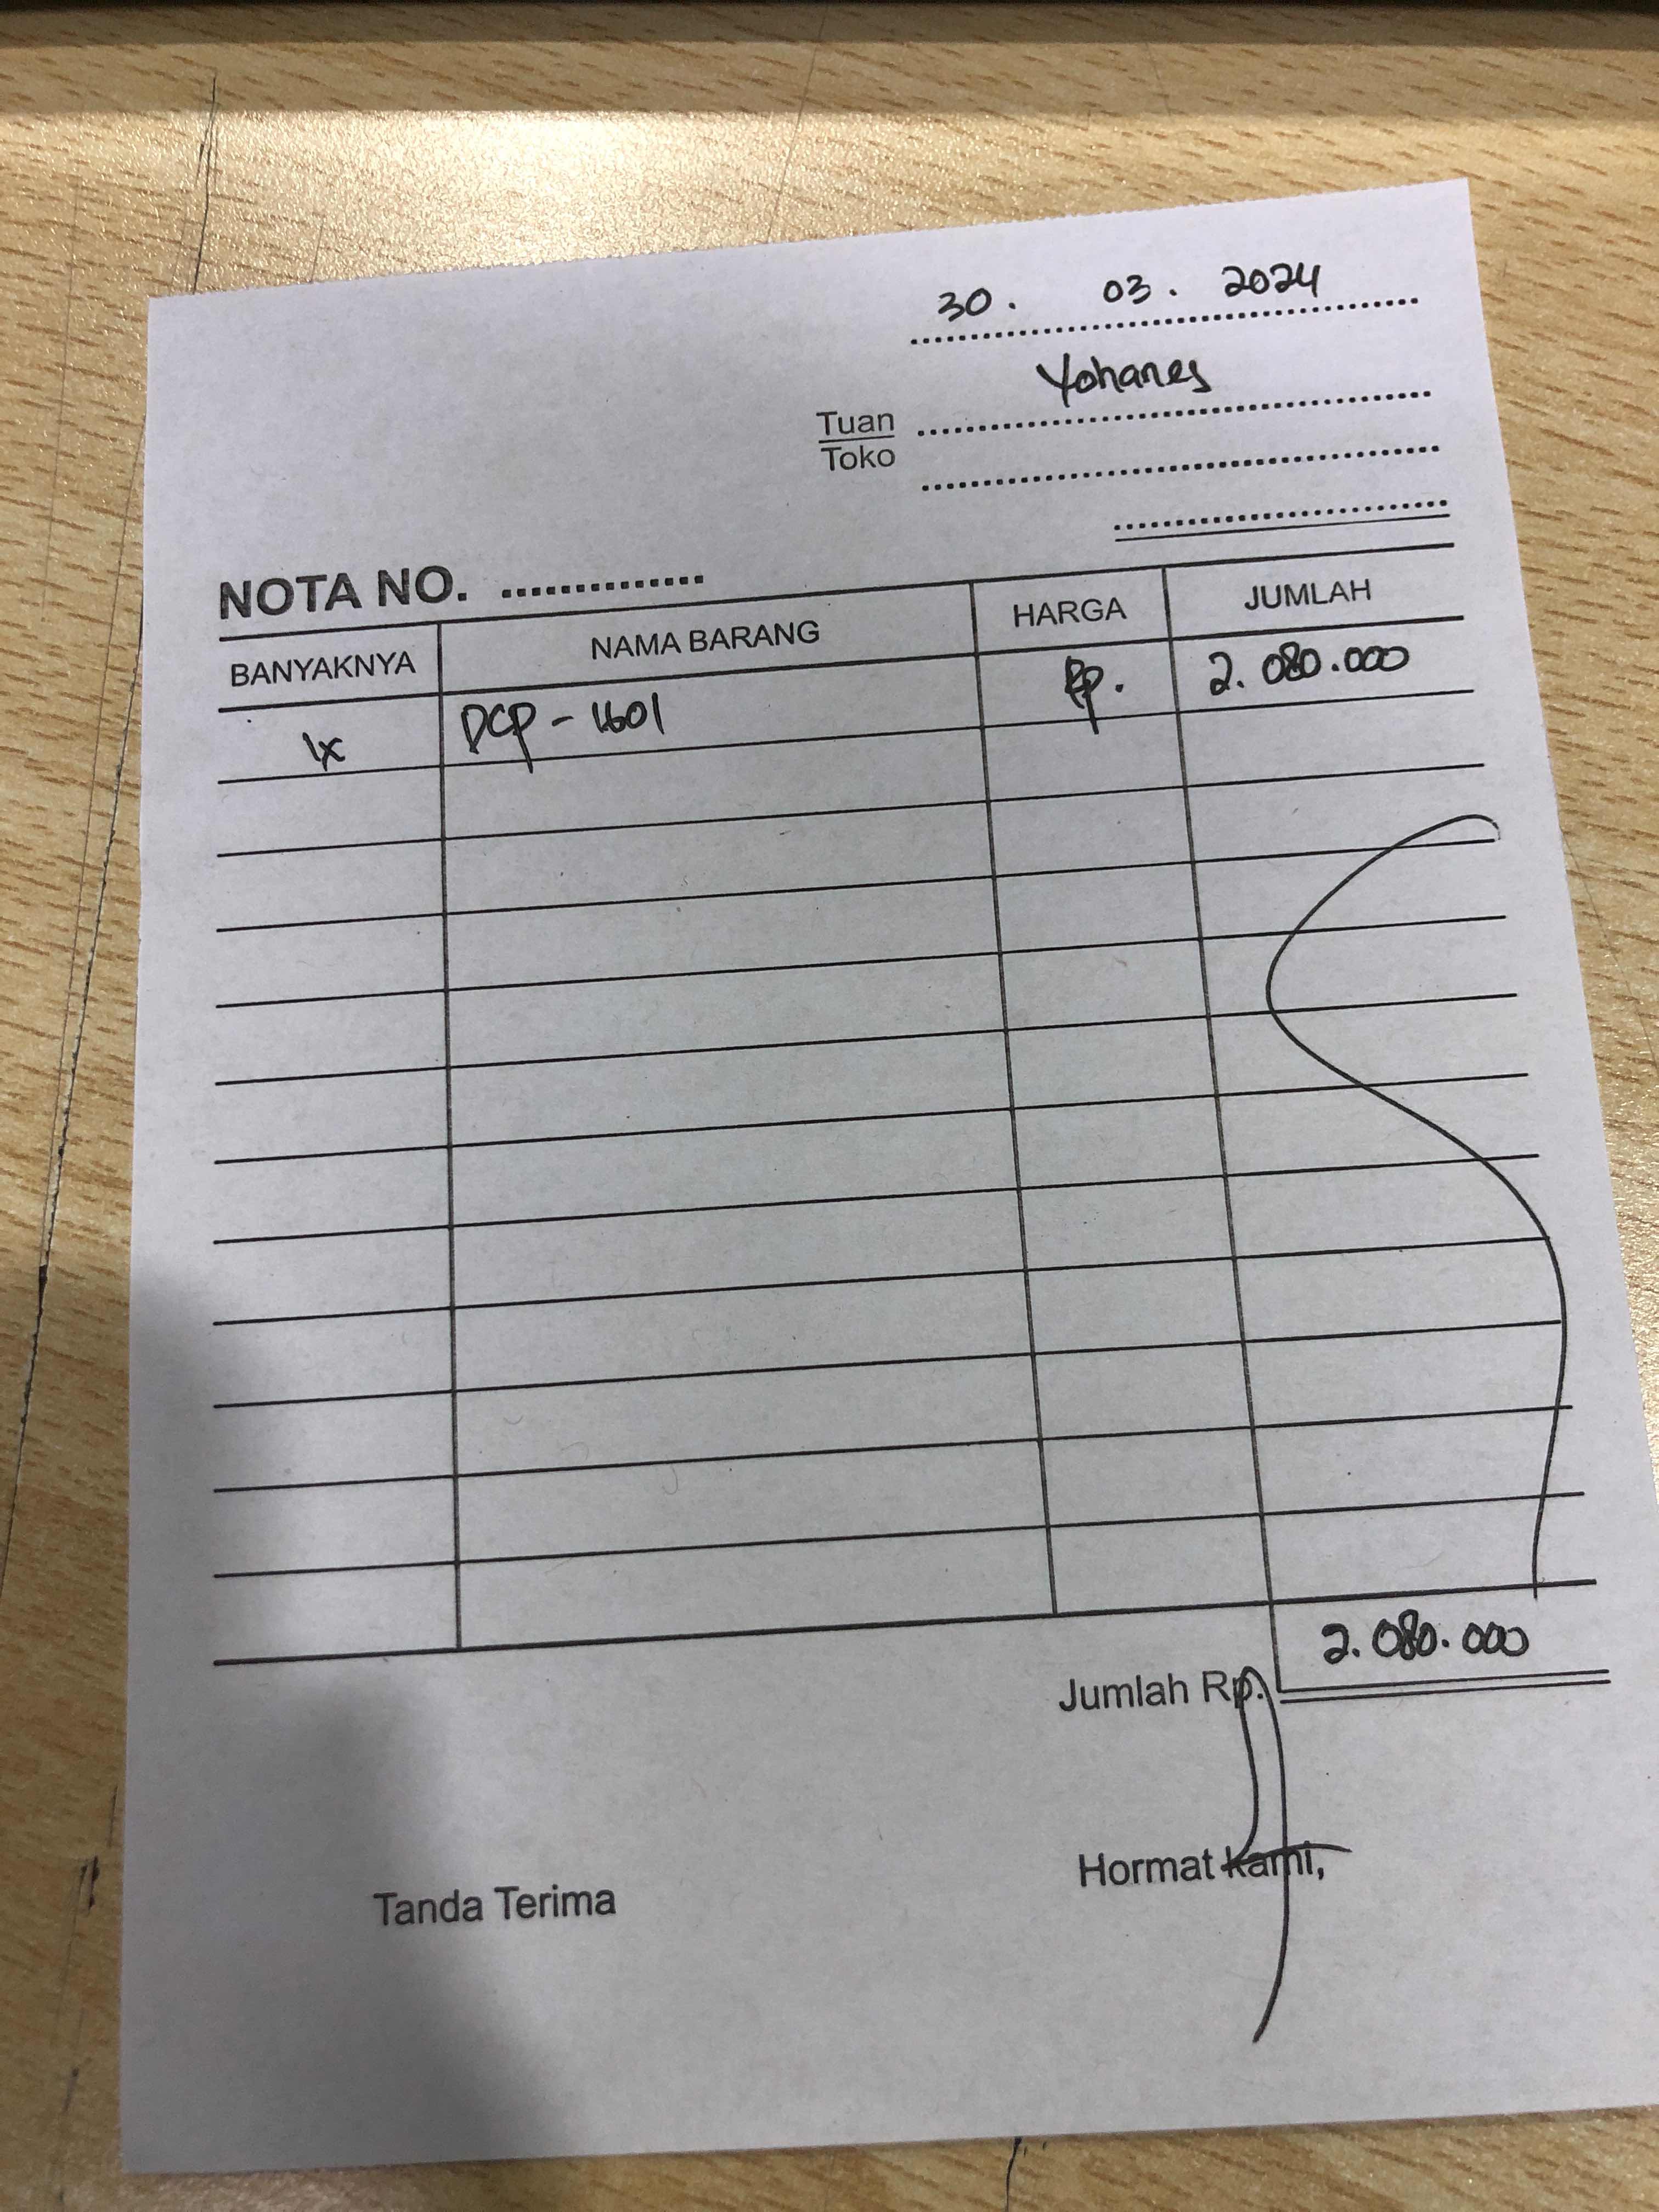 30. 03. 2024
Yohanes
Tuan
Toko
NOTA NO. ..............
BANYAKNYA NAMA BARANG HARGA JUMLAH
1x DCP - 1601 Rp. 2.080.000
Jumlah Rp. 2.080.000
Tanda Terima Hormat Kami,